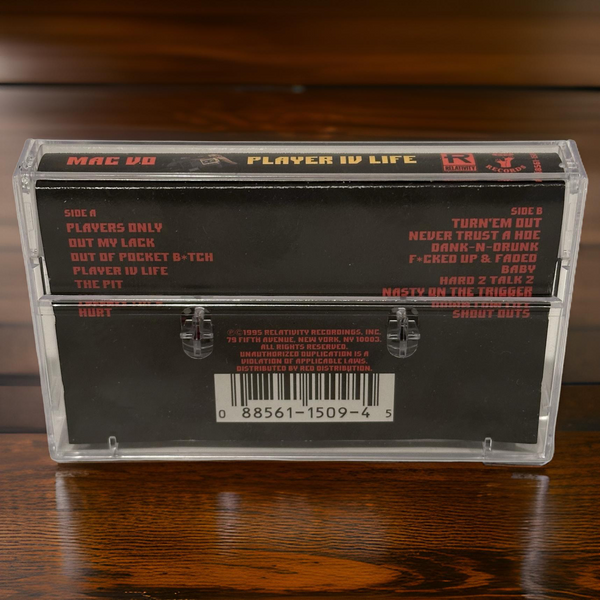 MAC VO PLAYER IV LIFE
RELATIVITY
RECORDS
SIDE A
PLAYERS ONLY
OUT MY LACK
OUT OF POCKET B*TCH
PLAYER IV LIFE
THE PIT
HURT
SIDE B
TURN'EM OUT
NEVER TRUST A HOE
DANK-N-DRUNK
F*CKED UP & FADED
BABY
HARD 2 TALK 2
NASTY ON THE TRIGGER
SHOUT OUTS
℗©1995 RELATIVITY RECORDINGS, INC.
79 FIFTH AVENUE, NEW YORK, NY 10003.
ALL RIGHTS RESERVED.
UNAUTHORIZED DUPLICATION IS A
VIOLATION OF APPLICABLE LAWS.
DISTRIBUTED BY RED DISTRIBUTION.
0 88561-1509-4 5